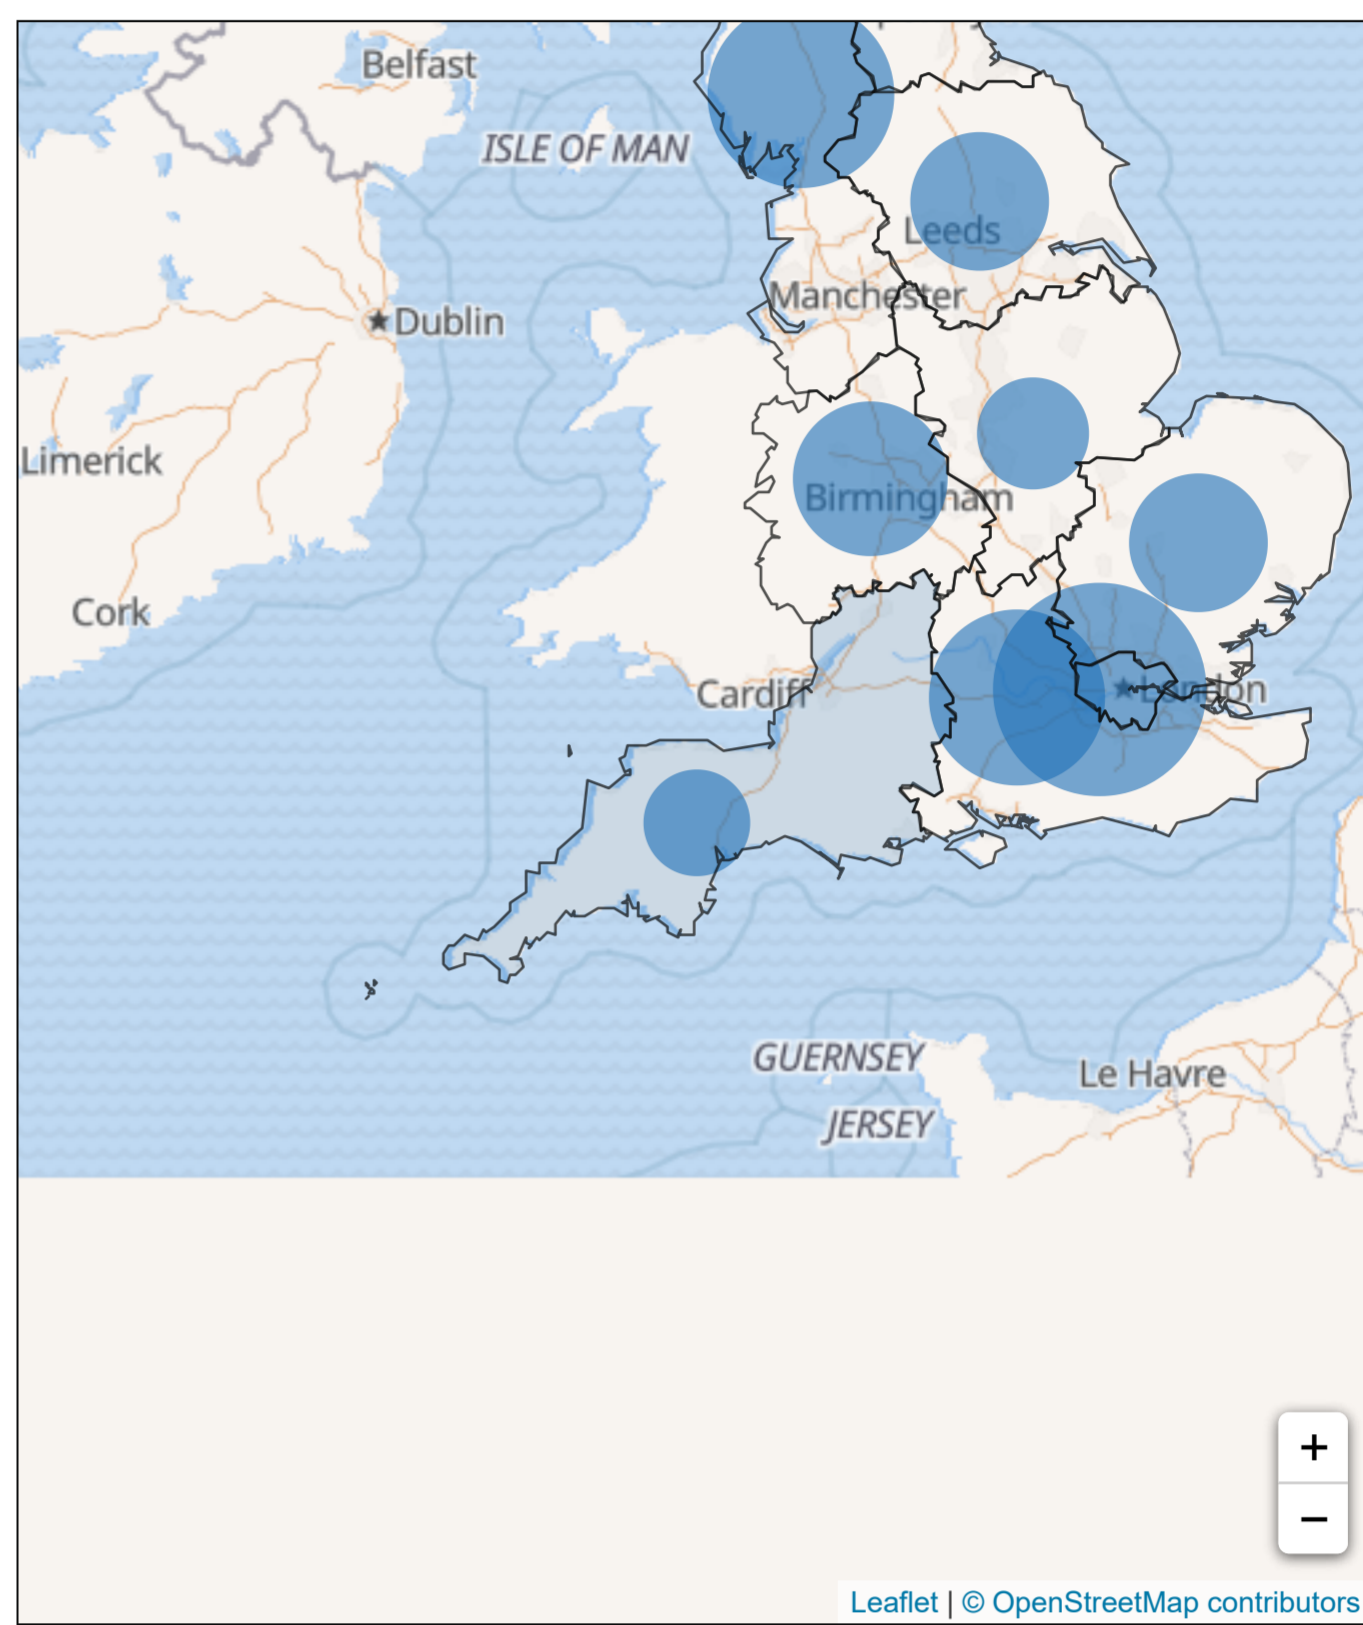 Belfast
ISLE OF MAN
Leeds
Manchester
Dublin
Limerick
Birmingham
Cork
Cardiff
London
GUERNSEY
Le Havre
JERSEY
+
−
Leaflet | © OpenStreetMap contributors